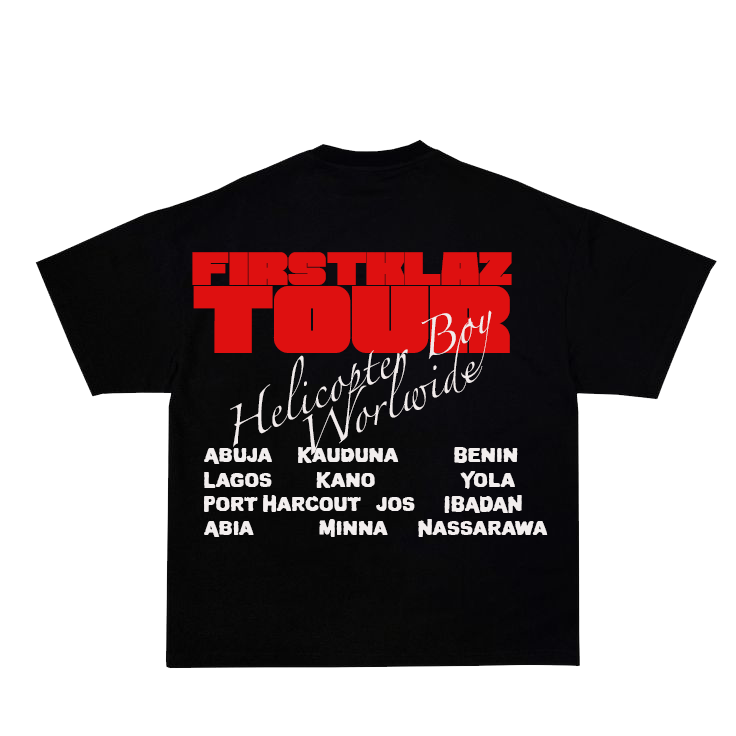 FIRSTKLAZ
TOUR
Helicopter Boy
Worlwide
ABUJA KAUDUNA BENIN
LAGOS KANO YOLA
PORT HARCOUT JOS IBADAN
ABIA MINNA NASSARAWA